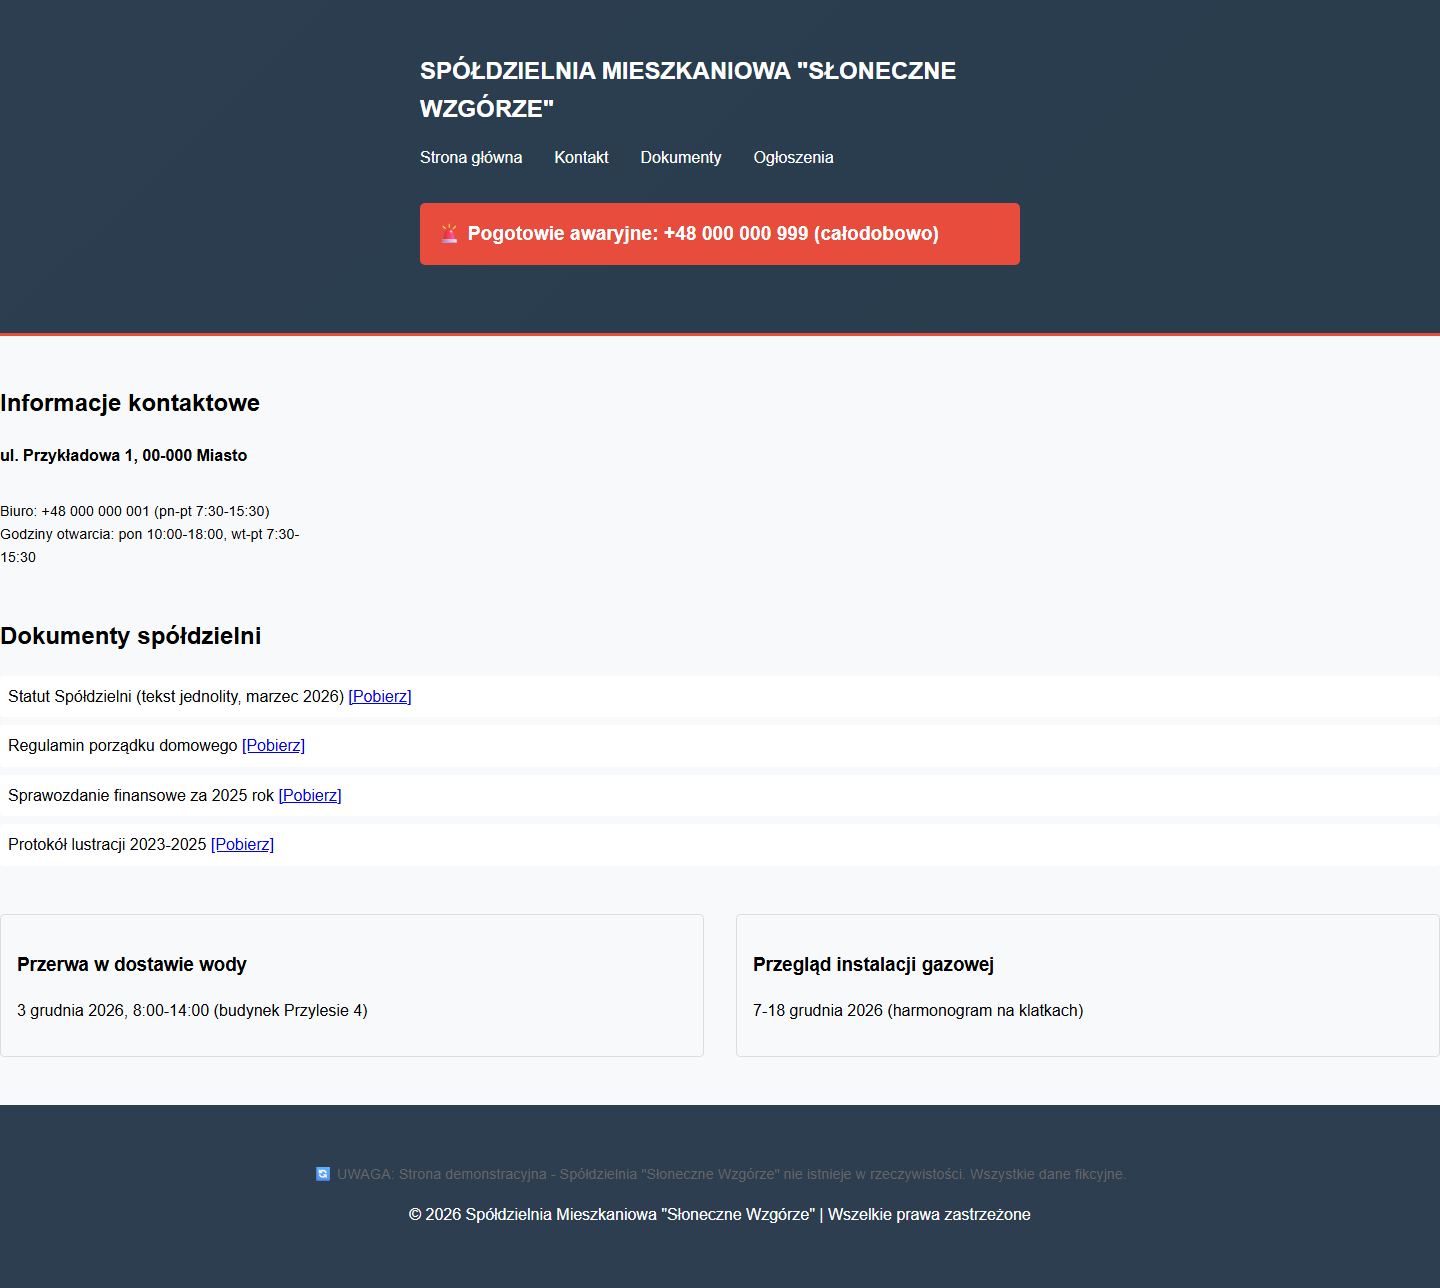 SPÓŁDZIELNIA MIESZKANIOWA "SŁONECZNE
WZGÓRZE"
Strona główna Kontakt Dokumenty Ogłoszenia
Pogotowie awaryjne: +48 000 000 999 (całodobowo)
Informacje kontaktowe
ul. Przykładowa 1, 00-000 Miasto
Biuro: +48 000 000 001 (pn-pt 7:30-15:30)
Godziny otwarcia: pon 10:00-18:00, wt-pt 7:30-
15:30
Dokumenty spółdzielni
Statut Spółdzielni (tekst jednolity, marzec 2026) [Pobierz]
Regulamin porządku domowego [Pobierz]
Sprawozdanie finansowe za 2025 rok [Pobierz]
Protokół lustracji 2023-2025 [Pobierz]
Przerwa w dostawie wody
3 grudnia 2026, 8:00-14:00 (budynek Przylesie 4)
Przegląd instalacji gazowej
7-18 grudnia 2026 (harmonogram na klatkach)
UWAGA: Strona demonstracyjna - Spółdzielnia "Słoneczne Wzgórze" nie istnieje w rzeczywistości. Wszystkie dane fikcyjne.
© 2026 Spółdzielnia Mieszkaniowa "Słoneczne Wzgórze" | Wszelkie prawa zastrzeżone